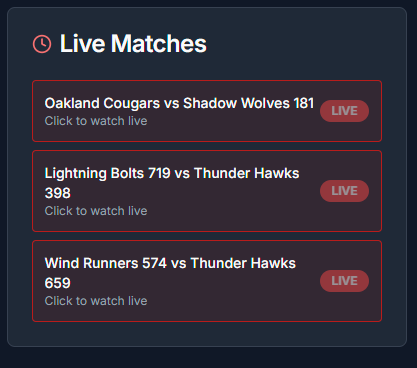 Live Matches
Oakland Cougars vs Shadow Wolves 181
Click to watch live
LIVE
Lightning Bolts 719 vs Thunder Hawks
398
Click to watch live
LIVE
Wind Runners 574 vs Thunder Hawks
659
Click to watch live
LIVE